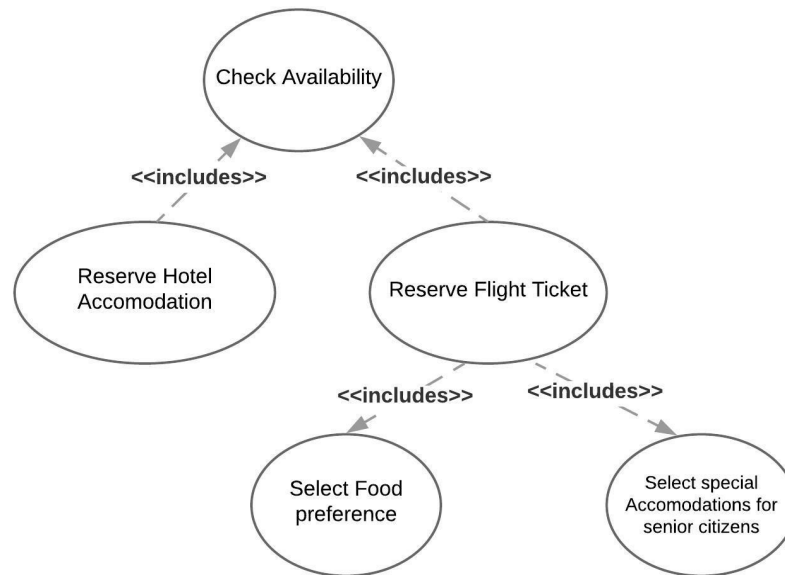 Check Availability
<<includes>>
<<includes>>
Reserve Hotel
Accomodation
Reserve Flight Ticket
<<includes>>
<<includes>>
Select Food
preference
Select special
Accomodations for
senior citizens